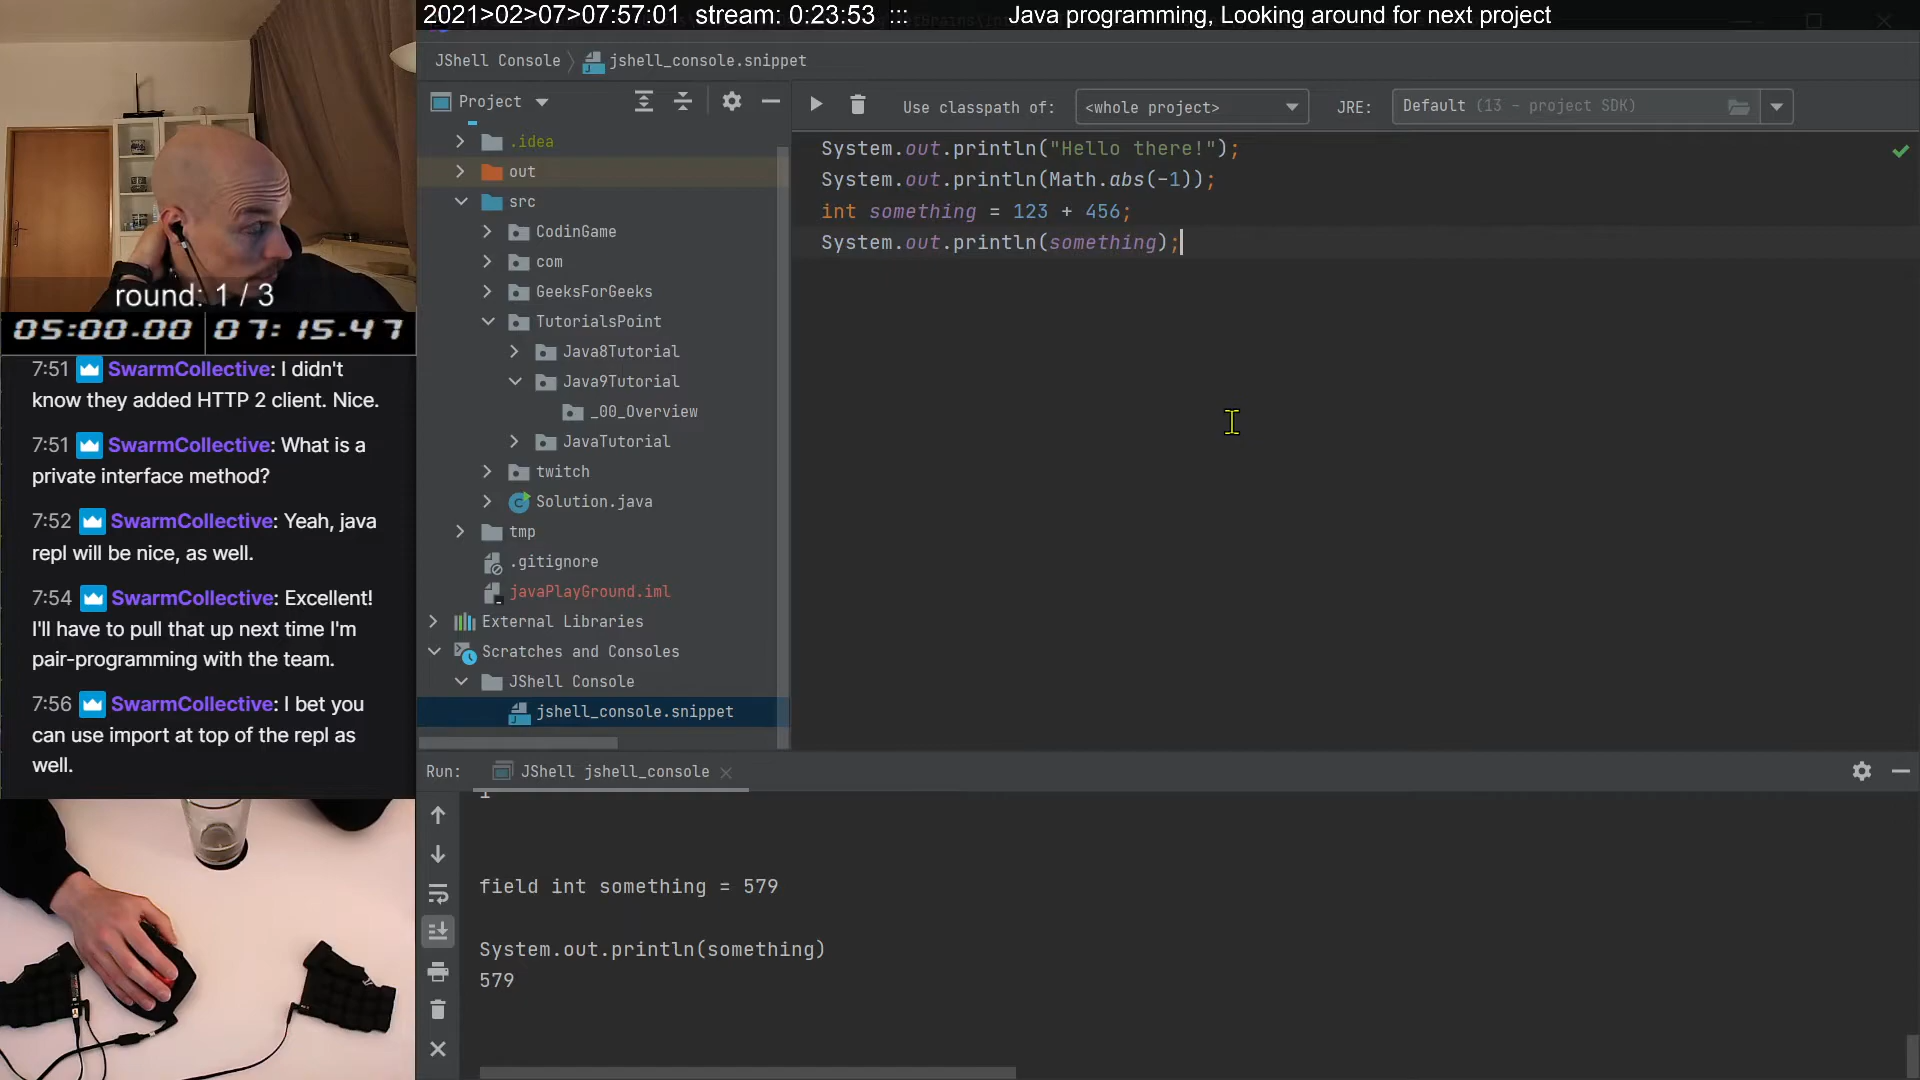 2021>02>07>07:57:01 stream: 0:23:53 ::: Java programming, Looking around for next project
JShell Console jshell_console.snippet
Project
Use classpath of: <whole project> JRE: Default (13 - project SDK)
.idea
out
src
CodinGame
com
GeeksForGeeks
TutorialsPoint
Java8Tutorial
Java9Tutorial
_00_Overview
JavaTutorial
twitch
Solution.java
tmp
.gitignore
javaPlayGround.iml
External Libraries
Scratches and Consoles
JShell Console
jshell_console.snippet
System.out.println("Hello there!");
System.out.println(Math.abs(-1));
int something = 123 + 456;
System.out.println(something);
round: 1 / 3
05:00.00 07:15.47
7:51 SwarmCollective: I didn't
know they added HTTP 2 client. Nice.
7:51 SwarmCollective: What is a
private interface method?
7:52 SwarmCollective: Yeah, java
repl will be nice, as well.
7:54 SwarmCollective: Excellent!
I'll have to pull that up next time I'm
pair-programming with the team.
7:56 SwarmCollective: I bet you
can use import at top of the repl as
well.
Run: JShell jshell_console
field int something = 579
System.out.println(something)
579